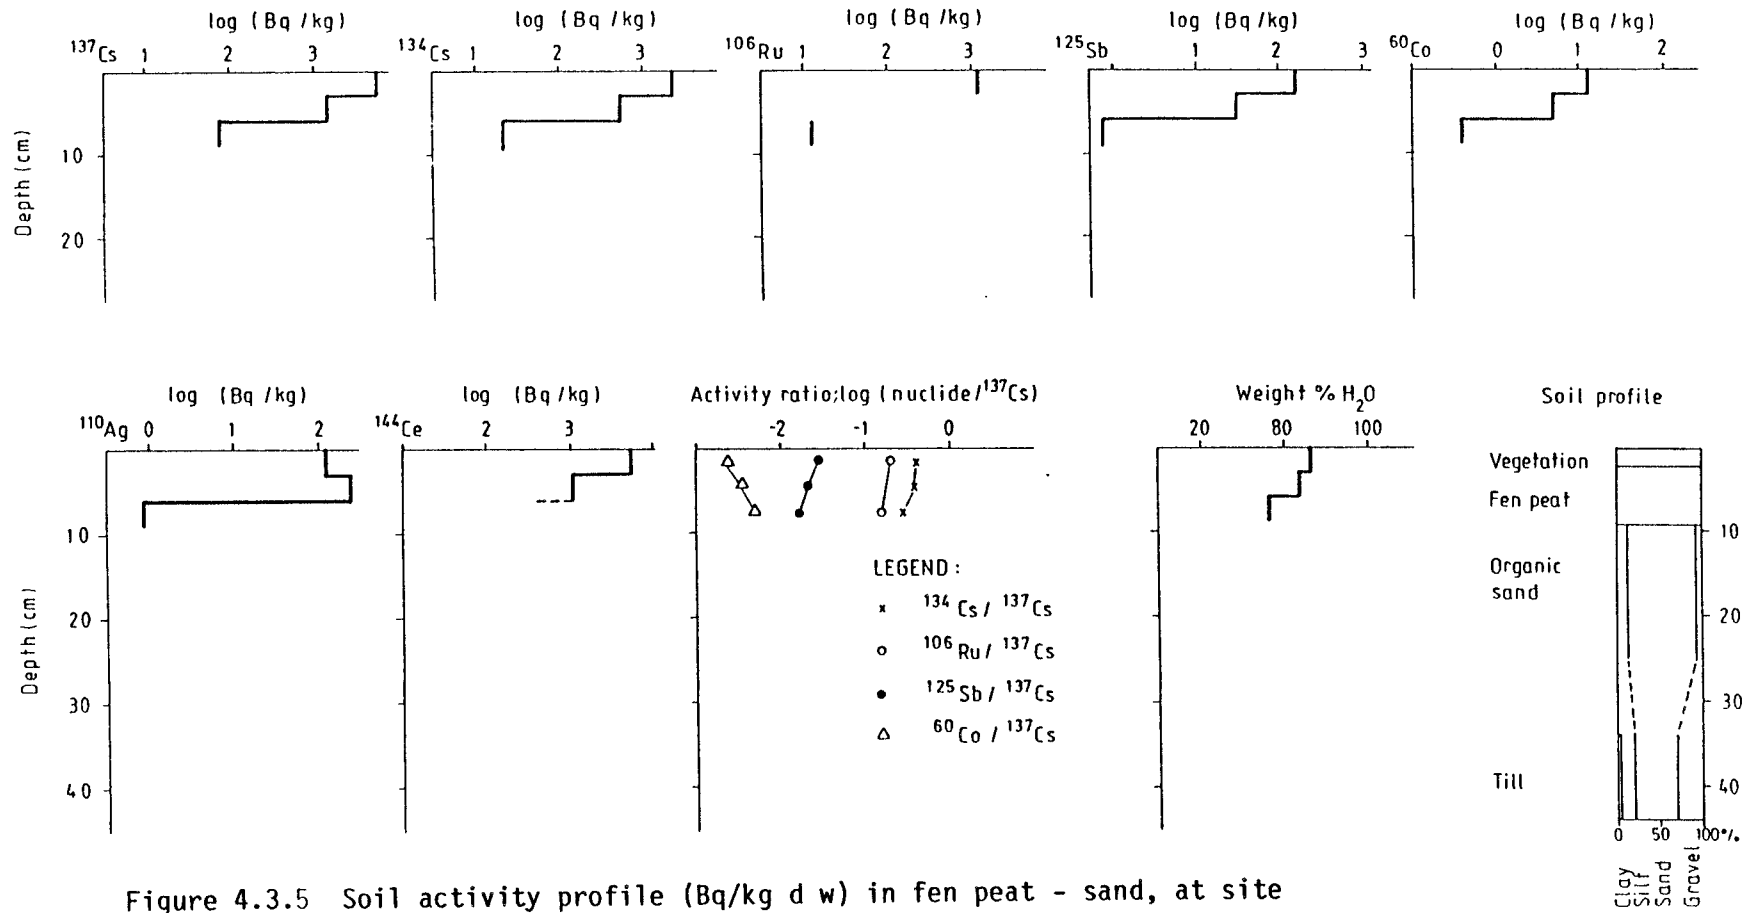 log (Bq /kg) log (Bq /kg) log (Bq /kg) log (Bq /kg) log (Bq /kg)
137Cs 1 2 3 134Cs 1 2 3 106Ru 1 2 3 125Sb 1 2 3 60Co 0 1 2
Depth (cm)
10
20
log (Bq /kg) log (Bq /kg) Activity ratio;log (nuclide/137Cs) Weight % H2O Soil profile
110Ag 0 1 2 144Ce 2 3 -2 -1 0 20 80 100
Depth (cm)
10
20
30
40
LEGEND :
x 134Cs / 137Cs
o 106Ru / 137Cs
● 125Sb / 137Cs
△ 60Co / 137Cs
Vegetation
Fen peat
Organic
sand
Till
10
20
30
40
0 50 100%
Clay
Silt
Sand
Gravel
Figure 4.3.5 Soil activity profile (Bq/kg d w) in fen peat - sand, at site